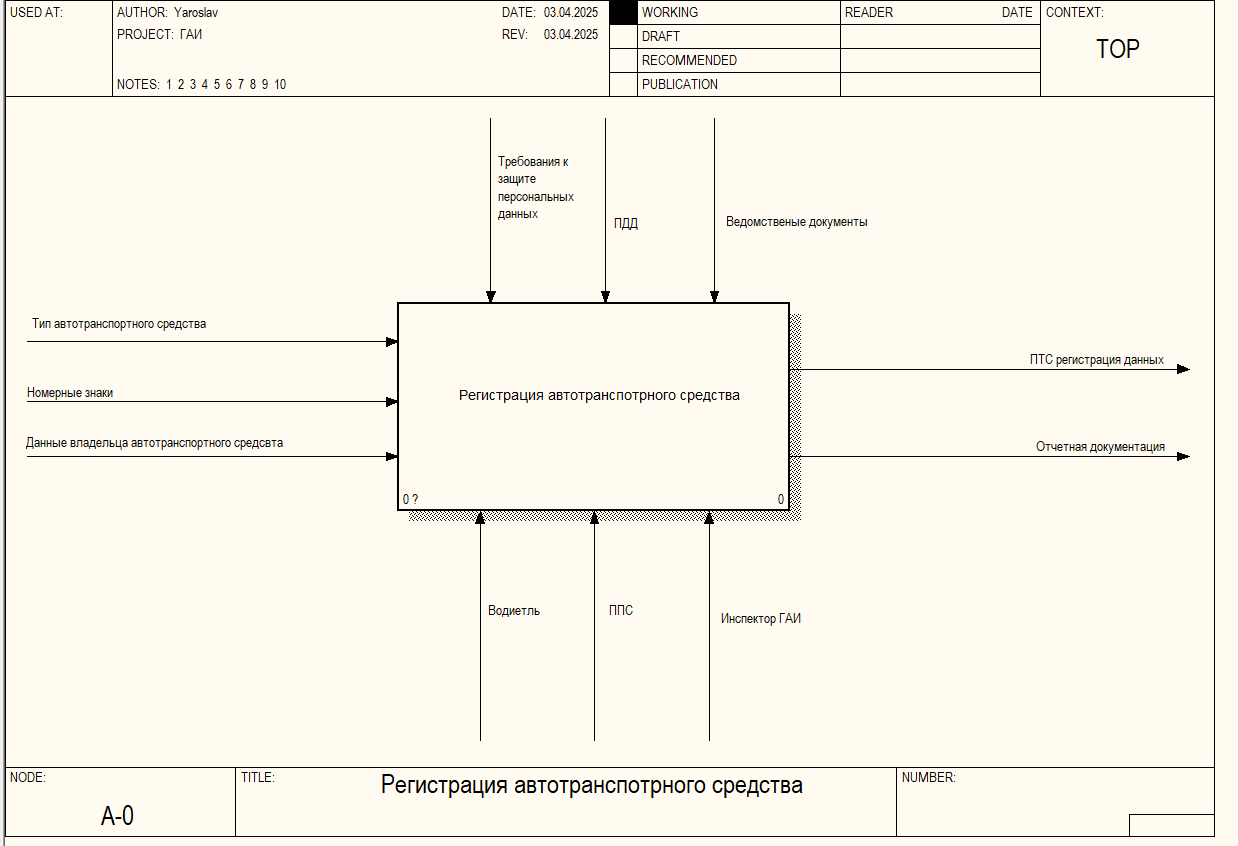 USED AT:
AUTHOR: Yaroslav
DATE: 03.04.2025
WORKING
READER
DATE
CONTEXT:
PROJECT: ГАИ
REV: 03.04.2025
DRAFT
TOP
RECOMMENDED
NOTES: 1 2 3 4 5 6 7 8 9 10
PUBLICATION
Требования к
защите
персональных
данных
ПДД
Ведомственые документы
Тип автотранспортного средства
ПТС регистрация данных
Номерные знаки
Регистрация автотранспотрного средства
Данные владельца автотранспортного средсвта
Отчетная документация
0 ?
0
Водиетль
ППС
Инспектор ГАИ
NODE:
TITLE:
Регистрация автотранспотрного средства
NUMBER:
A-0